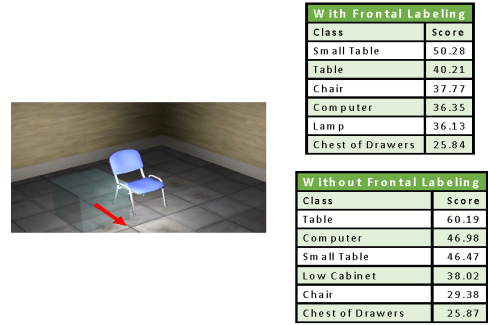 With Frontal Labeling
Class Score
Small Table 50.28
Table 40.21
Chair 37.77
Computer 36.35
Lamp 36.13
Chest of Drawers 25.84
Without Frontal Labeling
Class Score
Table 60.19
Computer 46.98
Small Table 46.47
Low Cabinet 38.02
Chair 29.38
Chest of Drawers 25.87